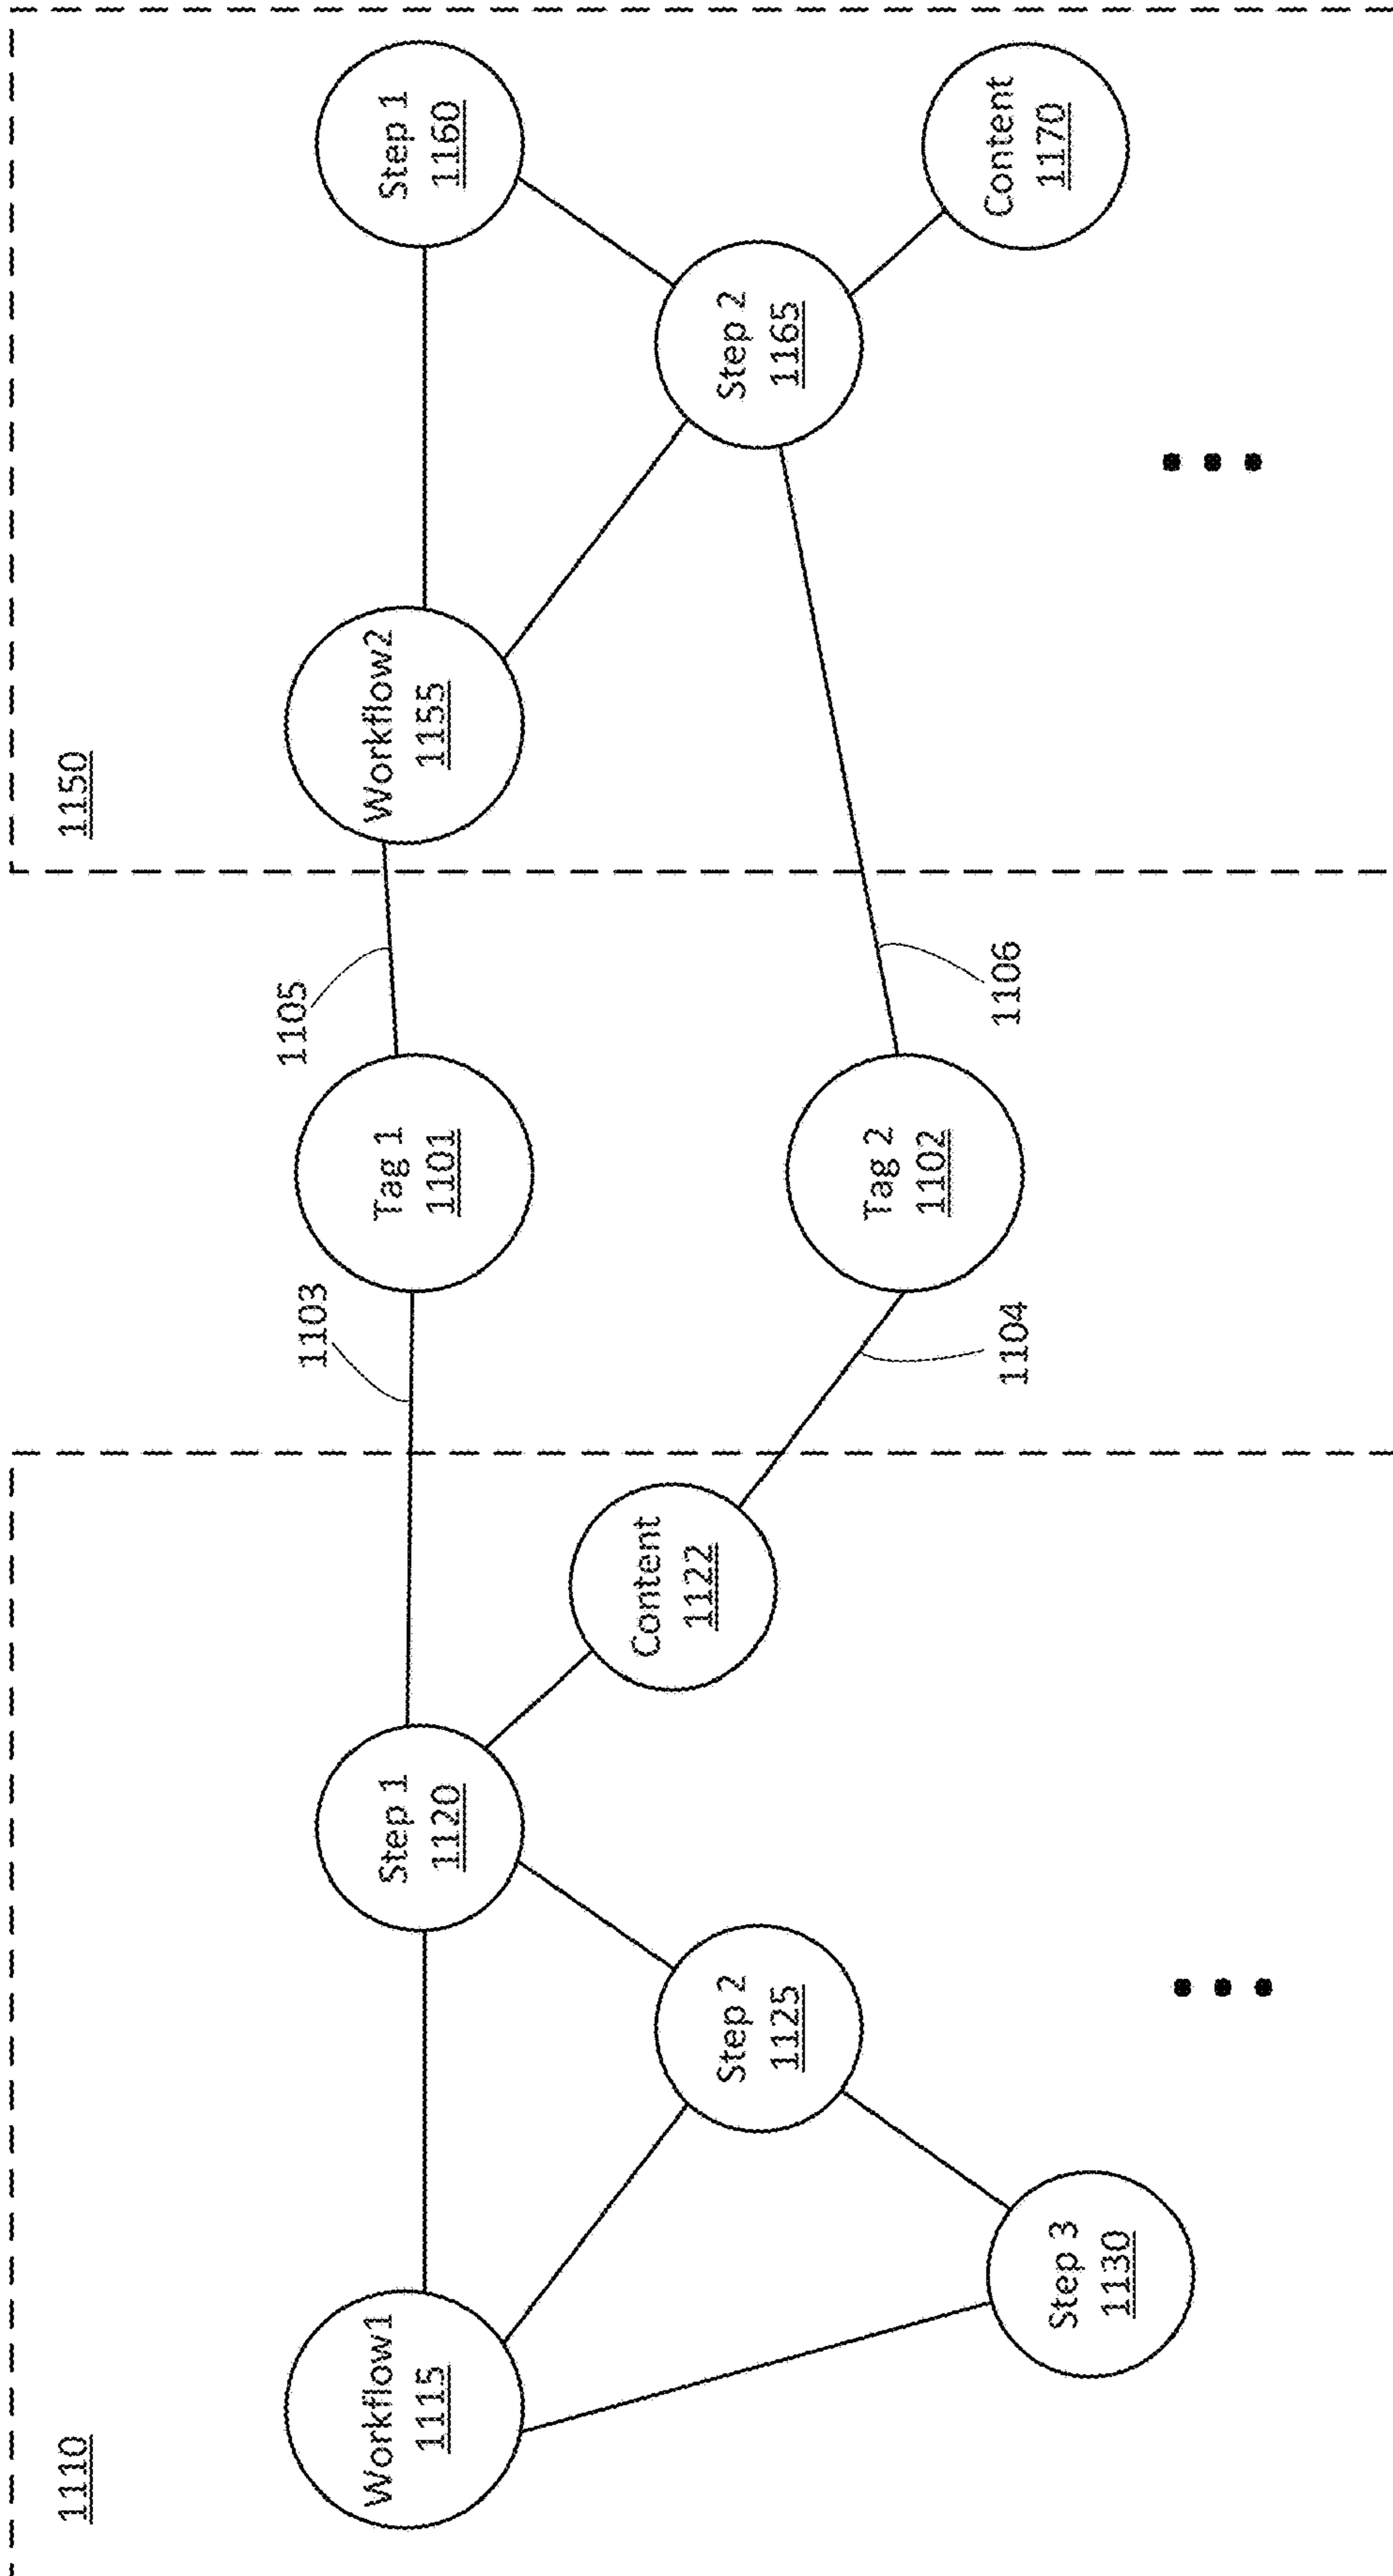 1110
1150
Workflow1
1115
Step 1
1120
1103
Tag 1
1101
1105
Workflow2
1155
Step 1
1160
Content
1122
Step 2
1125
Step 2
1165
Tag 2
1102
1104
1106
Step 3
1130
Content
1170